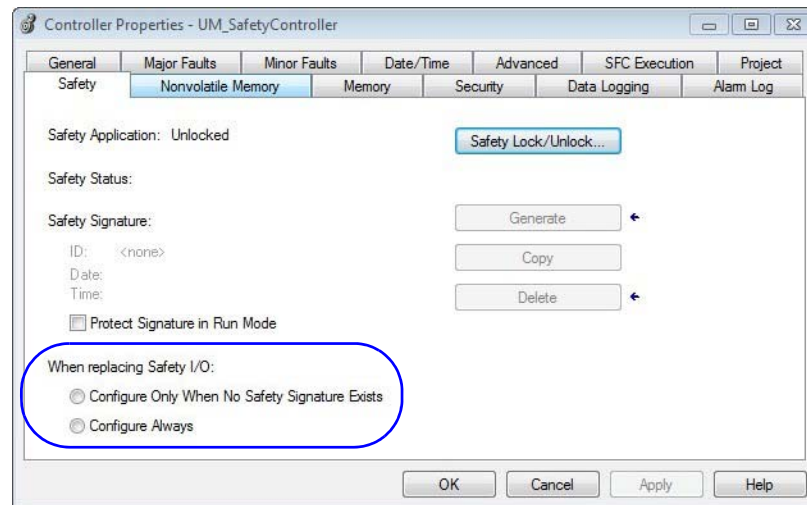 Controller Properties - UM_SafetyController
General Major Faults Minor Faults Date/Time Advanced SFC Execution Project
Safety Nonvolatile Memory Memory Security Data Logging Alarm Log
Safety Application: Unlocked
Safety Lock/Unlock...
Safety Status:
Safety Signature:
Generate
ID: <none>
Copy
Date:
Time:
Delete
Protect Signature in Run Mode
When replacing Safety I/O:
Configure Only When No Safety Signature Exists
Configure Always
OK Cancel Apply Help